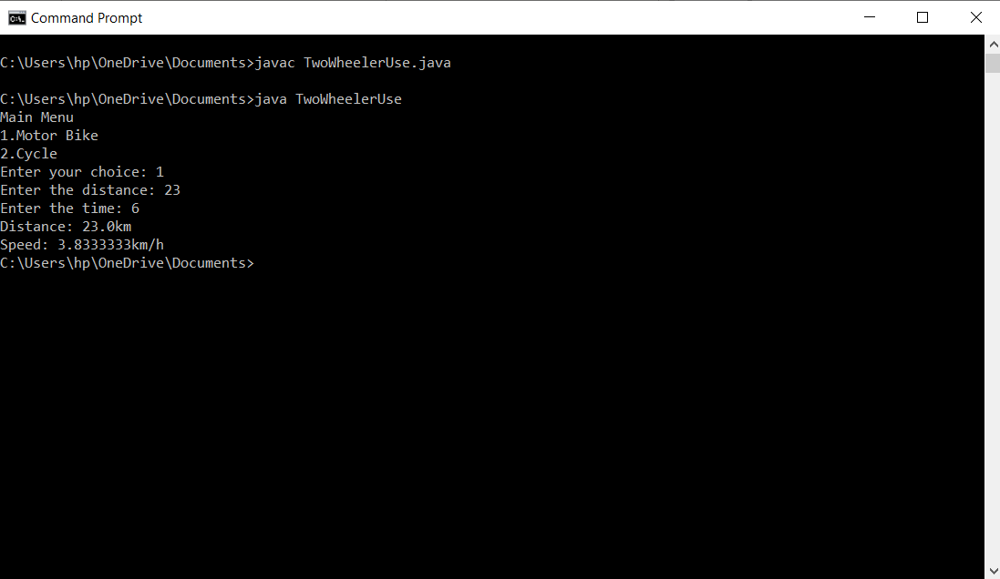 Command Prompt
C:\Users\hp\OneDrive\Documents>javac TwoWheelerUse.java
C:\Users\hp\OneDrive\Documents>java TwoWheelerUse
Main Menu
1.Motor Bike
2.Cycle
Enter your choice: 1
Enter the distance: 23
Enter the time: 6
Distance: 23.0km
Speed: 3.8333333km/h
C:\Users\hp\OneDrive\Documents>